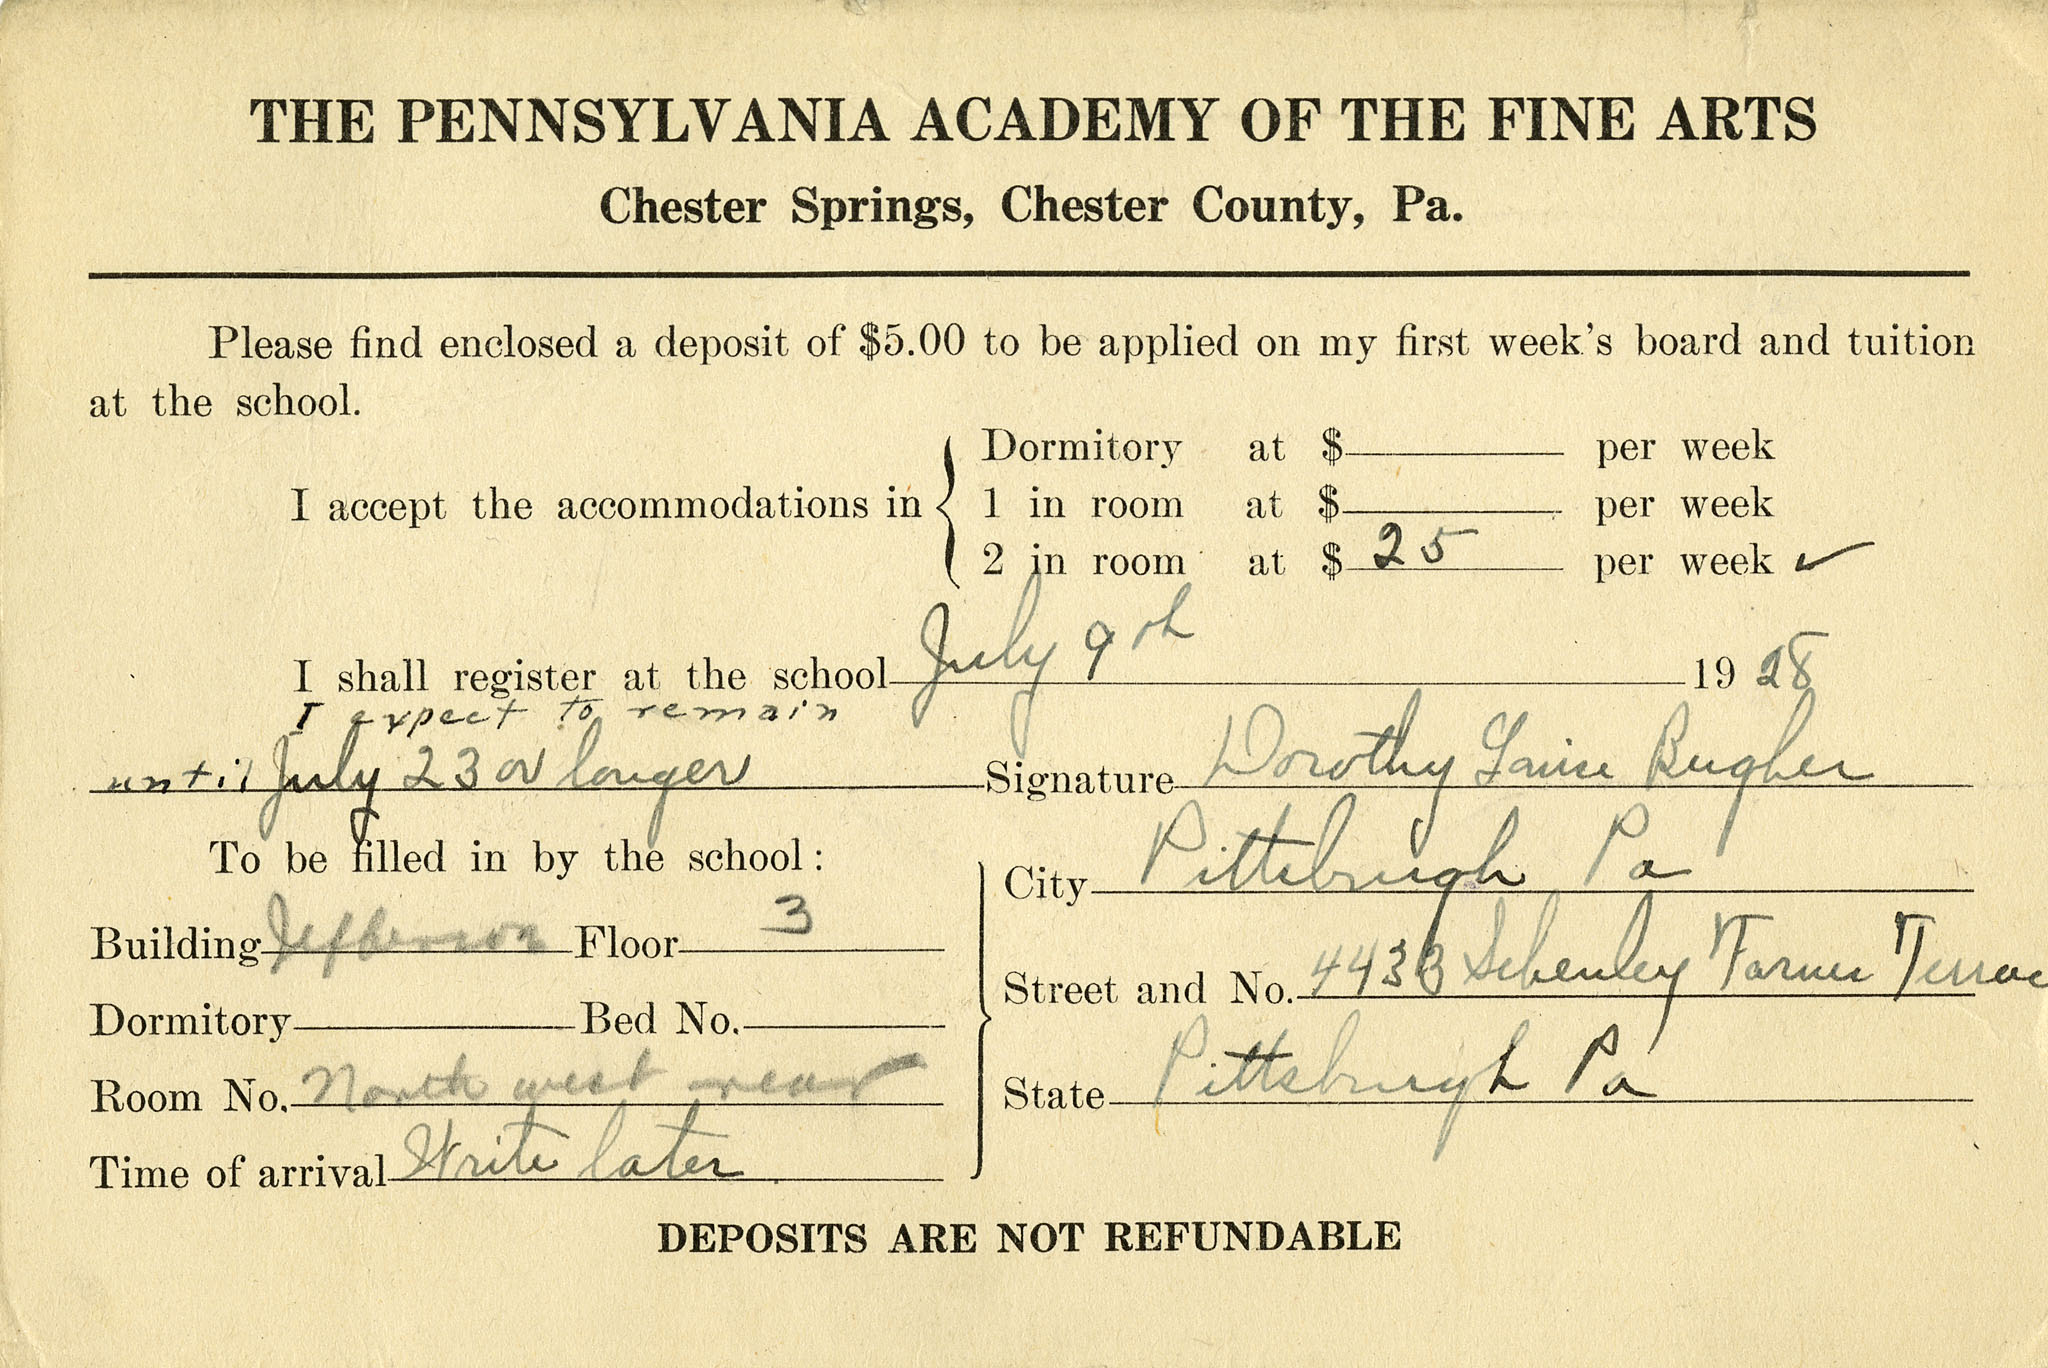 THE PENNSYLVANIA ACADEMY OF THE FINE ARTS
Chester Springs, Chester County, Pa.
Please find enclosed a deposit of $5.00 to be applied on my first week's board and tuition
at the school.
I accept the accommodations in
Dormitory at $ per week
1 in room at $ per week
2 in room at $ 25 per week ✓
I shall register at the school July 9th 1928
I expect to remain
until July 23 or longer
Signature Dorothy Louise Bugher
To be filled in by the school:
Building Jefferson Floor 3
Dormitory Bed No.
Room No. North west rear
Time of arrival Write later
City Pittsburgh Pa
Street and No. 4433 Schenley Farms Terrace
State Pittsburgh Pa
DEPOSITS ARE NOT REFUNDABLE